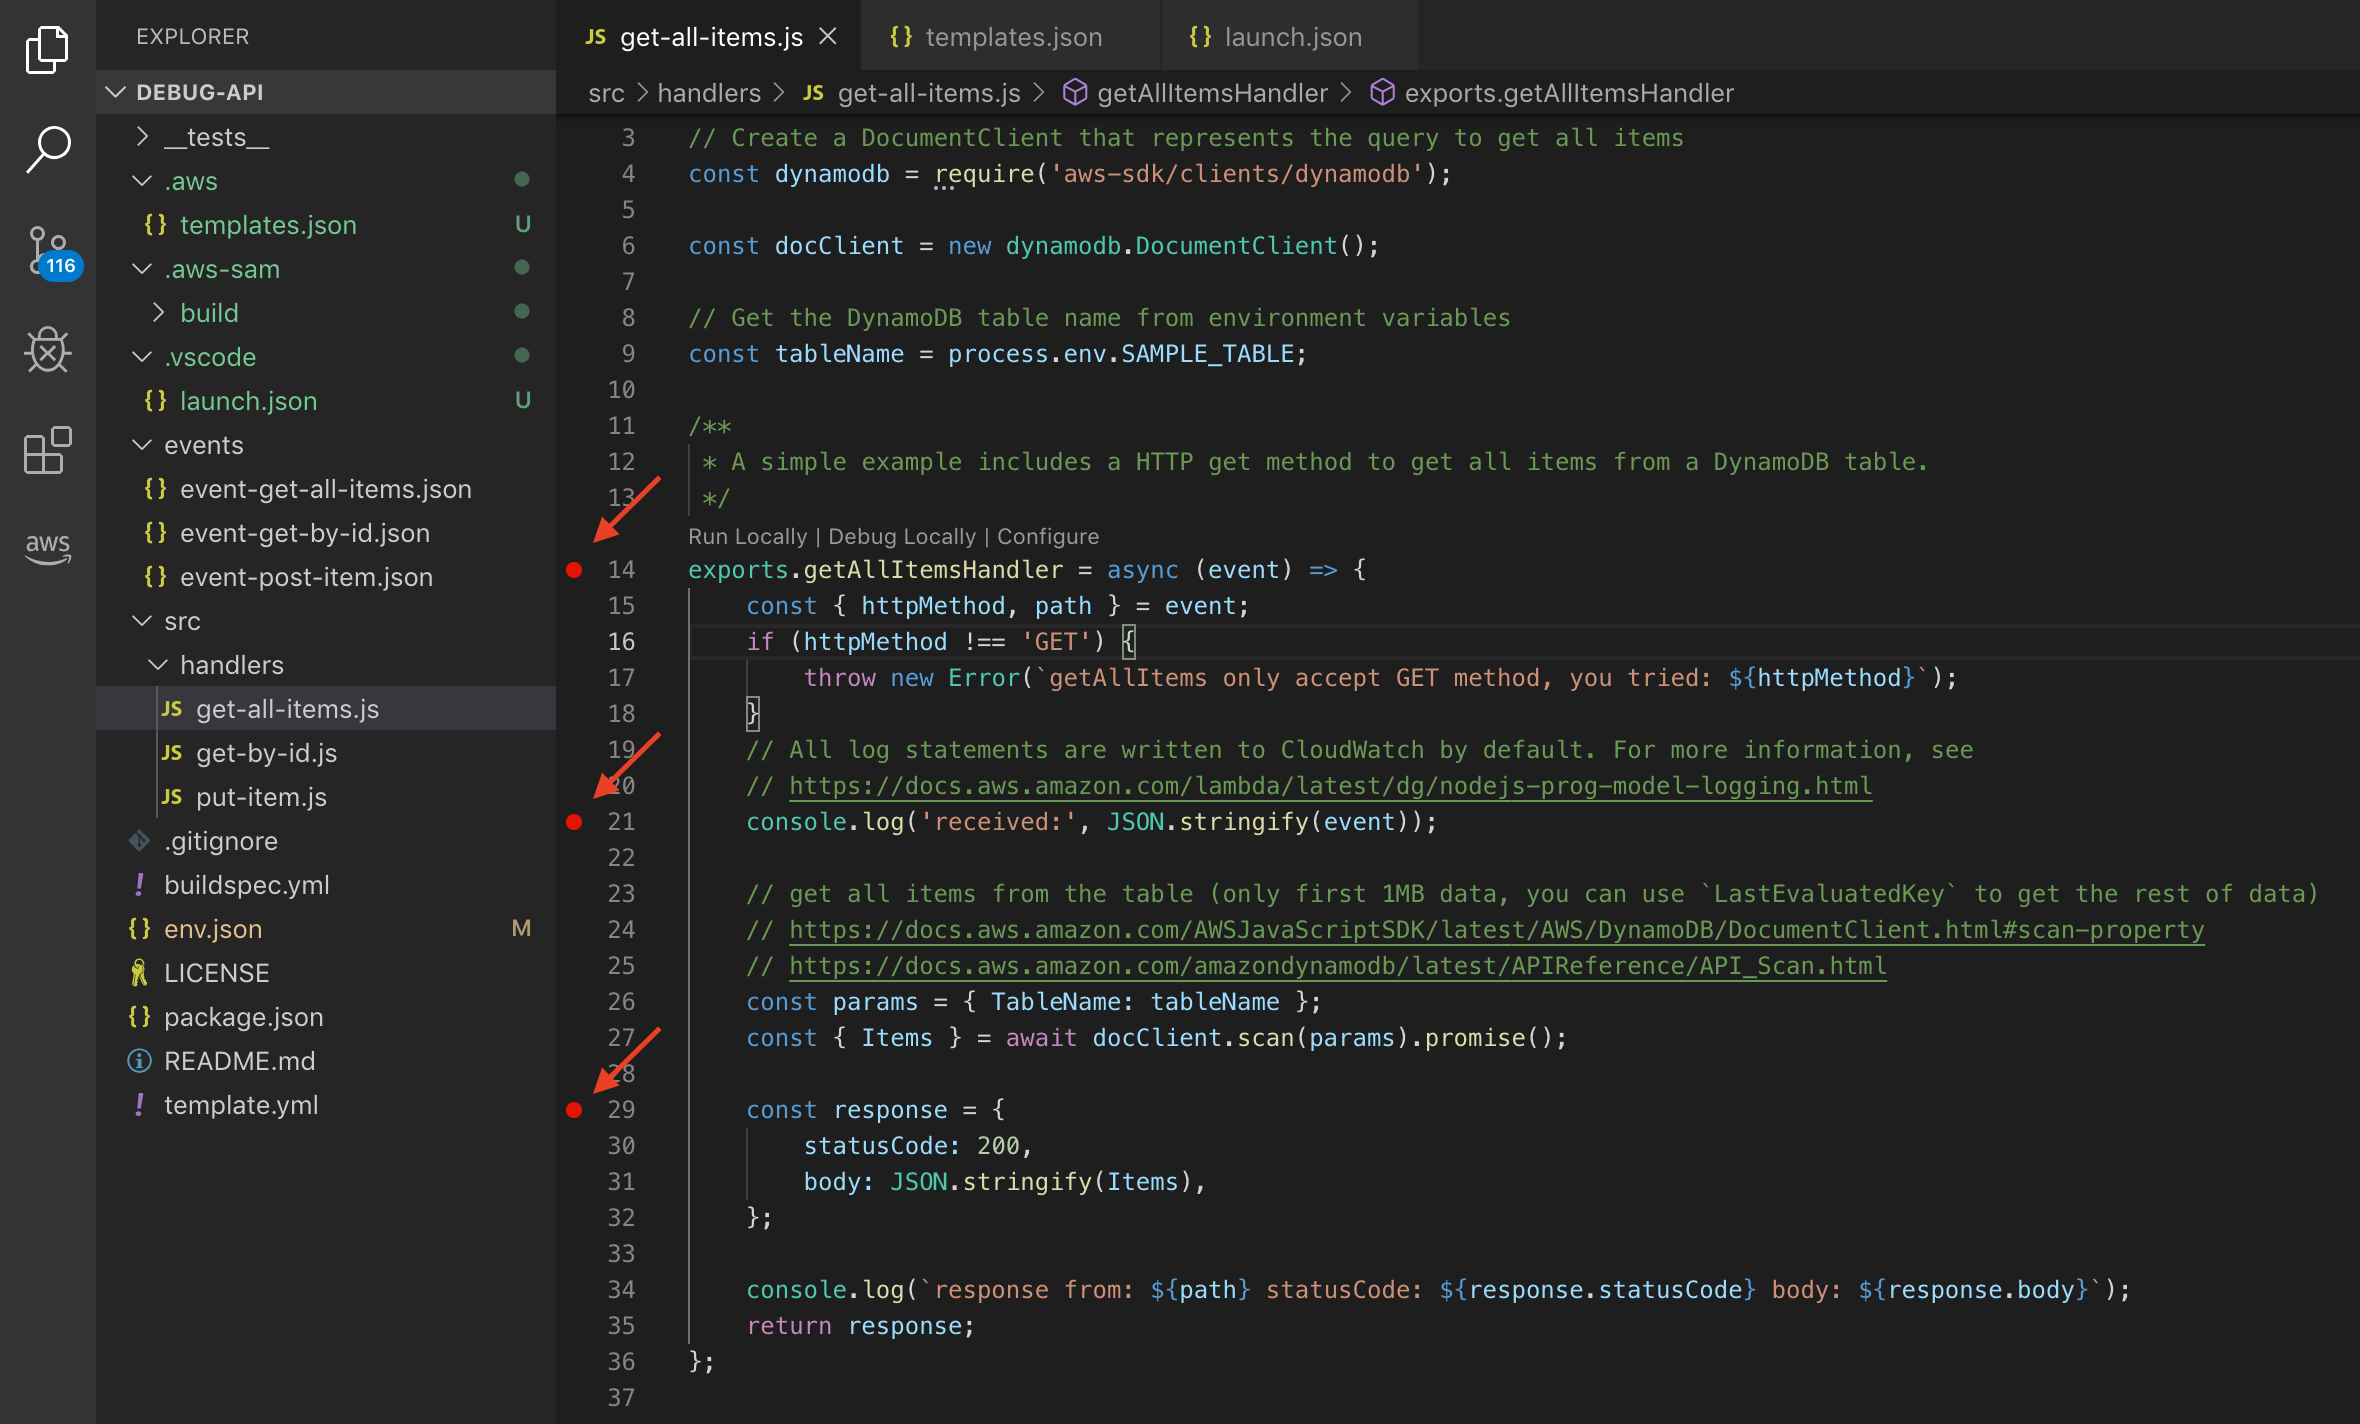 EXPLORER
DEBUG-API
__tests__
.aws
templates.json U
.aws-sam
build
.vscode
launch.json U
events
{} event-get-all-items.json
{} event-get-by-id.json
{} event-post-item.json
src
handlers
JS get-all-items.js
JS get-by-id.js
JS put-item.js
.gitignore
! buildspec.yml
{} env.json M
LICENSE
{} package.json
README.md
! template.yml
116
aws
JS get-all-items.js
{} templates.json
{} launch.json
src > handlers > JS get-all-items.js > getAllItemsHandler > exports.getAllItemsHandler
3 // Create a DocumentClient that represents the query to get all items
4 const dynamodb = require('aws-sdk/clients/dynamodb');
5
6 const docClient = new dynamodb.DocumentClient();
7
8 // Get the DynamoDB table name from environment variables
9 const tableName = process.env.SAMPLE_TABLE;
10
11 /**
12 * A simple example includes a HTTP get method to get all items from a DynamoDB table.
13 */
Run Locally | Debug Locally | Configure
14 exports.getAllItemsHandler = async (event) => {
15 const { httpMethod, path } = event;
16 if (httpMethod !== 'GET') {
17 throw new Error(`getAllItems only accept GET method, you tried: ${httpMethod}`);
18 }
19 // All log statements are written to CloudWatch by default. For more information, see
20 // https://docs.aws.amazon.com/lambda/latest/dg/nodejs-prog-model-logging.html
21 console.log('received:', JSON.stringify(event));
22
23 // get all items from the table (only first 1MB data, you can use `LastEvaluatedKey` to get the rest of data)
24 // https://docs.aws.amazon.com/AWSJavaScriptSDK/latest/AWS/DynamoDB/DocumentClient.html#scan-property
25 // https://docs.aws.amazon.com/amazondynamodb/latest/APIReference/API_Scan.html
26 const params = { TableName: tableName };
27 const { Items } = await docClient.scan(params).promise();
28
29 const response = {
30 statusCode: 200,
31 body: JSON.stringify(Items),
32 };
33
34 console.log(`response from: ${path} statusCode: ${response.statusCode} body: ${response.body}`);
35 return response;
36 };
37